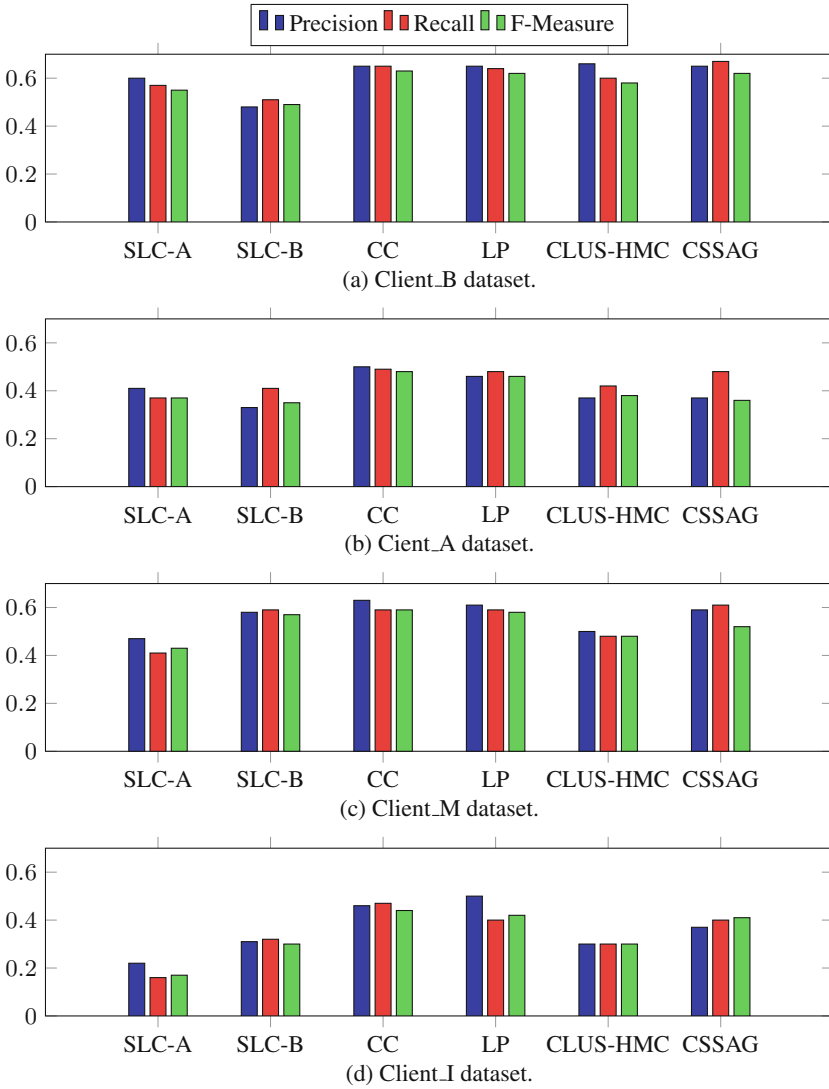 Precision Recall F-Measure
0.6
0.4
0.2
0
SLC-A SLC-B CC LP CLUS-HMC CSSAG
(a) Client_B dataset.
0.6
0.4
0.2
0
SLC-A SLC-B CC LP CLUS-HMC CSSAG
(b) Cient_A dataset.
0.6
0.4
0.2
0
SLC-A SLC-B CC LP CLUS-HMC CSSAG
(c) Client_M dataset.
0.6
0.4
0.2
0
SLC-A SLC-B CC LP CLUS-HMC CSSAG
(d) Client_I dataset.